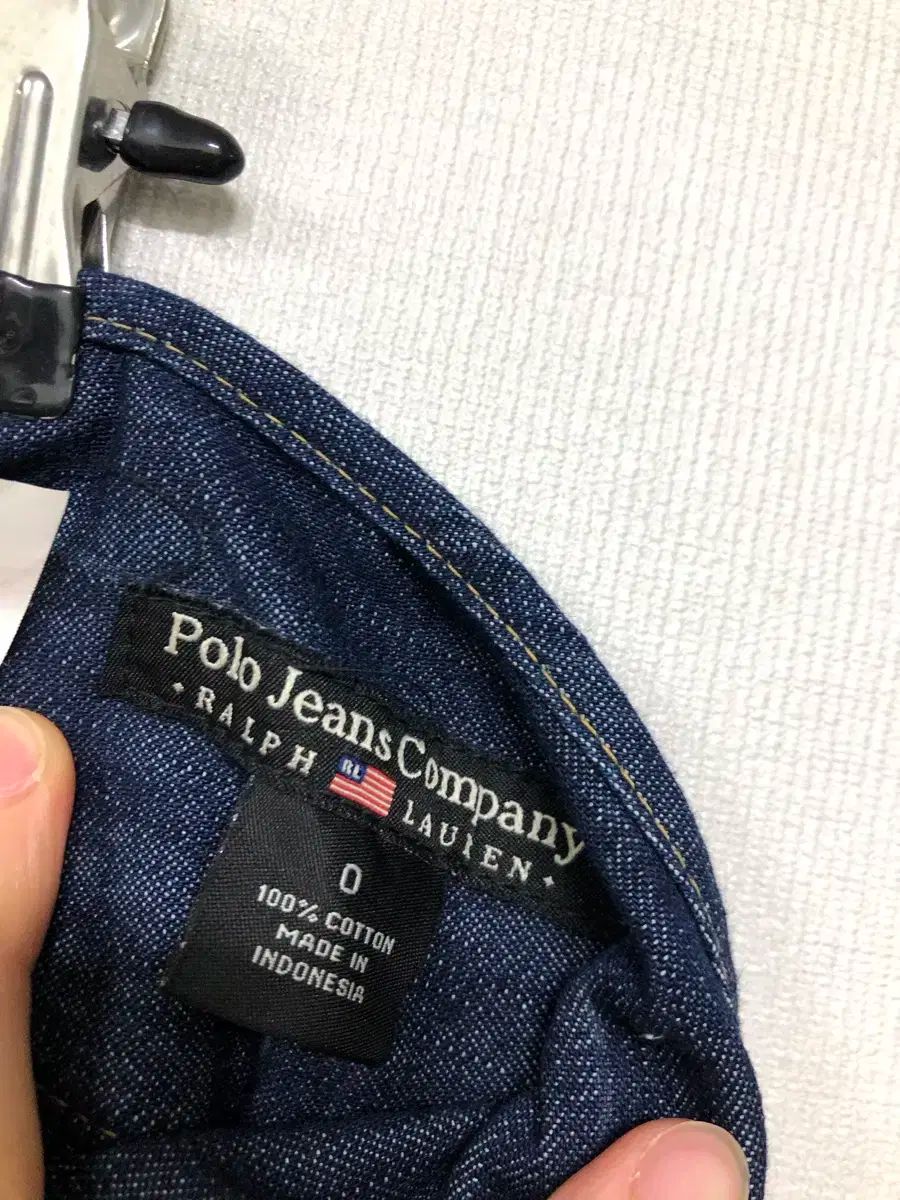 Polo Jeans Company
RALPH RL LAUREN
0
100% COTTON
MADE IN
INDONESIA